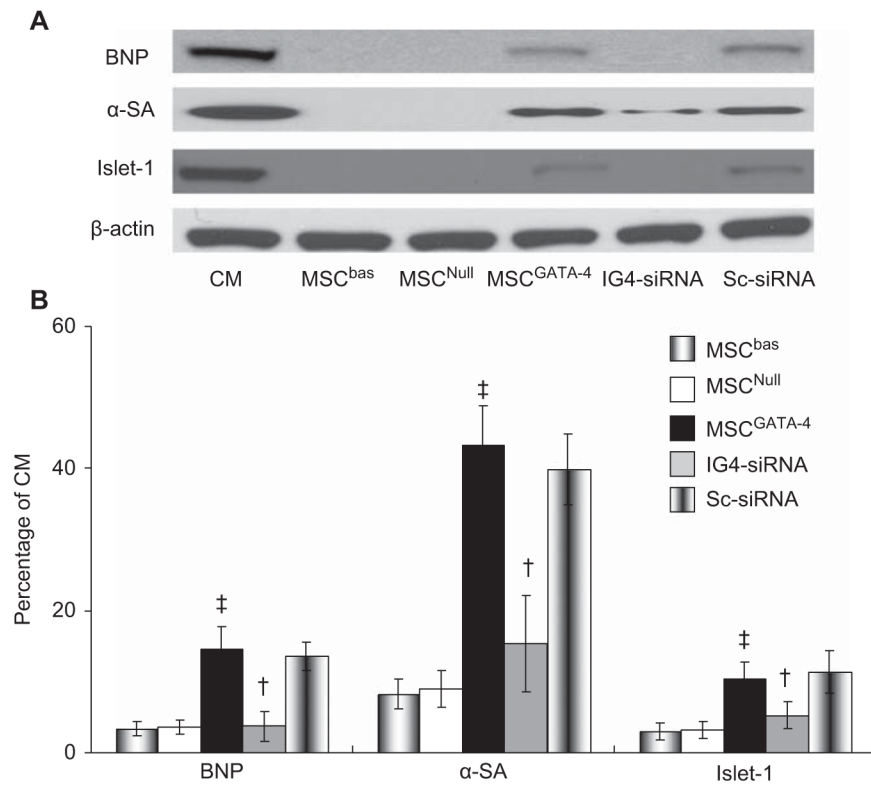 A
BNP
α-SA
Islet-1
β-actin
CM MSCbas MSCNull MSCGATA-4 IG4-siRNA Sc-siRNA
B
Percentage of CM
60
40
20
0
‡
†
‡
†
‡
†
MSCbas
MSCNull
MSCGATA-4
IG4-siRNA
Sc-siRNA
BNP α-SA Islet-1